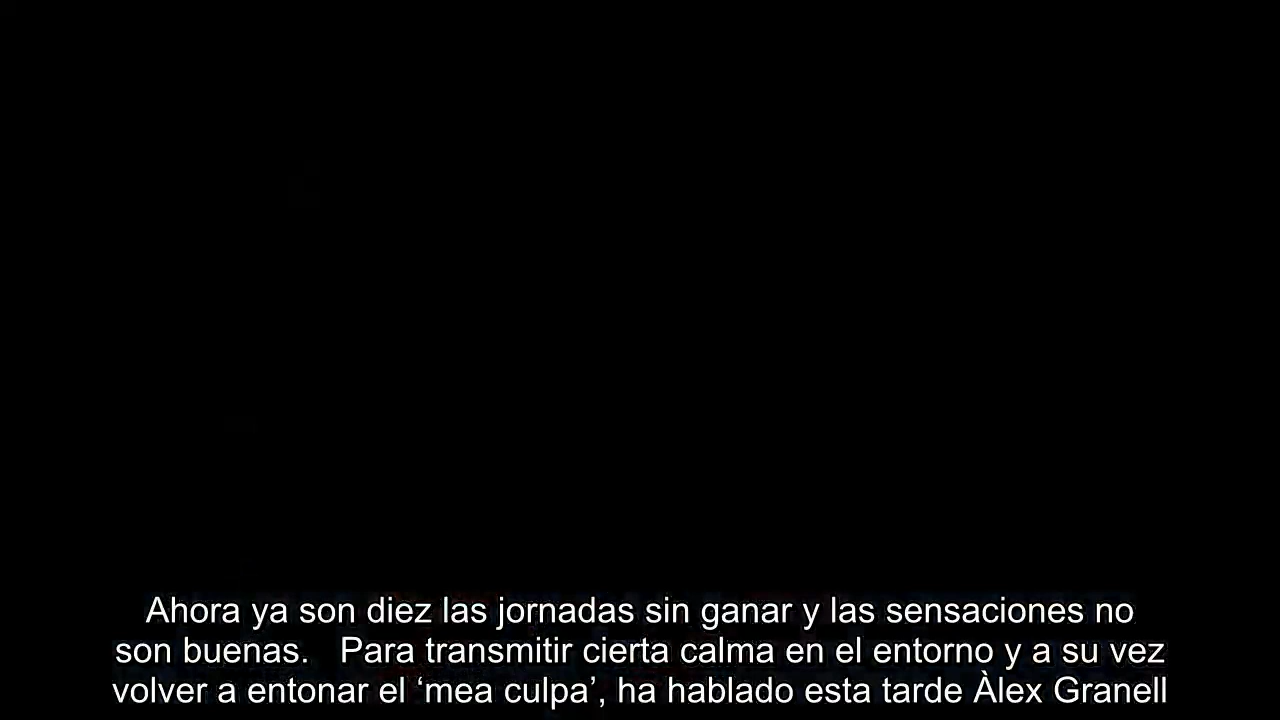 Ahora ya son diez las jornadas sin ganar y las sensaciones no
son buenas.   Para transmitir cierta calma en el entorno y a su vez
volver a entonar el ‘mea culpa’, ha hablado esta tarde Àlex Granell